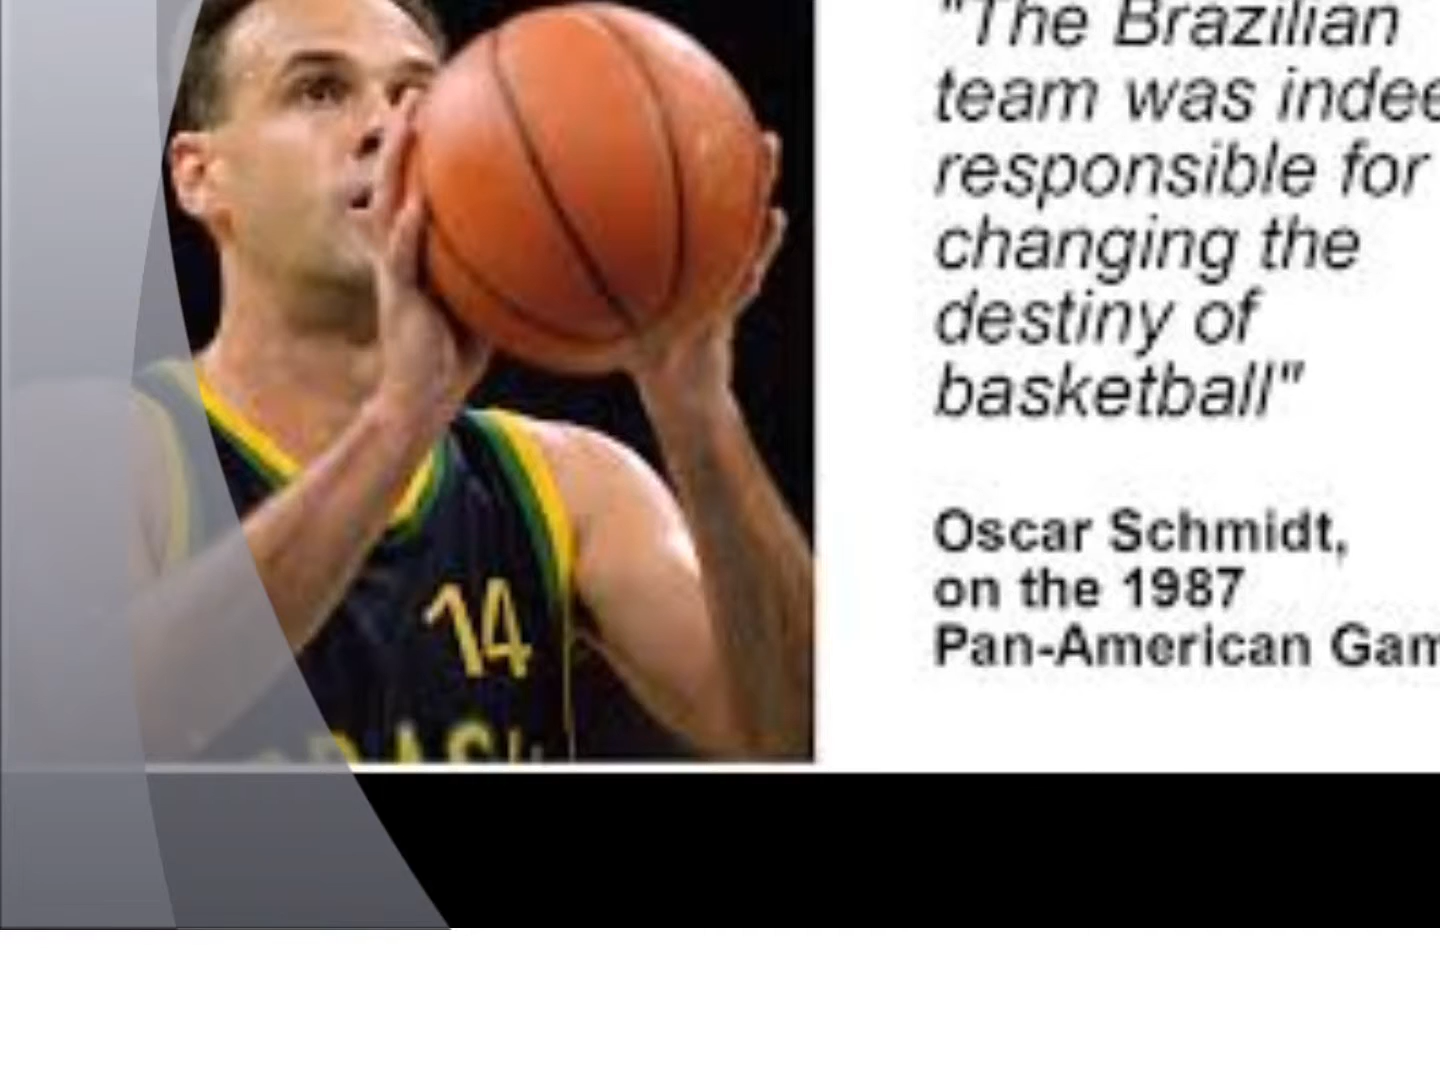 "The Brazilian
team was indee
responsible for
changing the
destiny of
basketball"
Oscar Schmidt,
on the 1987
Pan-American Gam
14